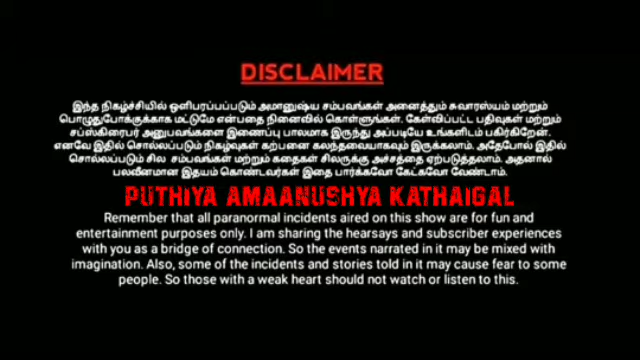 DISCLAIMER
இந்த நிகழ்ச்சியில் ஒளிபரப்பப்படும் அமானுஷ்ய சம்பவங்கள் அனைத்தும் சுவாரஸ்யம் மற்றும்
பொழுதுபோக்குக்காக மட்டுமே என்பதை நினைவில் கொள்ளுங்கள். கேள்விப்பட்ட பதிவுகள் மற்றும்
சப்ஸ்கிரைபர் அனுபவங்களை இணைப்பு பாலமாக இருந்து அப்படியே உங்களிடம் பகிர்கிறேன்.
எனவே இதில் சொல்லப்படும் நிகழ்வுகள் கற்பனை கலந்தவையாகவும் இருக்கலாம். அதேபோல் இதில்
சொல்லப்படும் சில சம்பவங்கள் மற்றும் கதைகள் சிலருக்கு அச்சத்தை ஏற்படுத்தலாம். அதனால்
பலவீனமான இதயம் கொண்டவர்கள் இதை பார்க்கவோ கேட்கவோ வேண்டாம்.
PUTHIYA AMAANUSHYA KATHAIGAL
Remember that all paranormal incidents aired on this show are for fun and
entertainment purposes only. I am sharing the hearsays and subscriber experiences
with you as a bridge of connection. So the events narrated in it may be mixed with
imagination. Also, some of the incidents and stories told in it may cause fear to some
people. So those with a weak heart should not watch or listen to this.